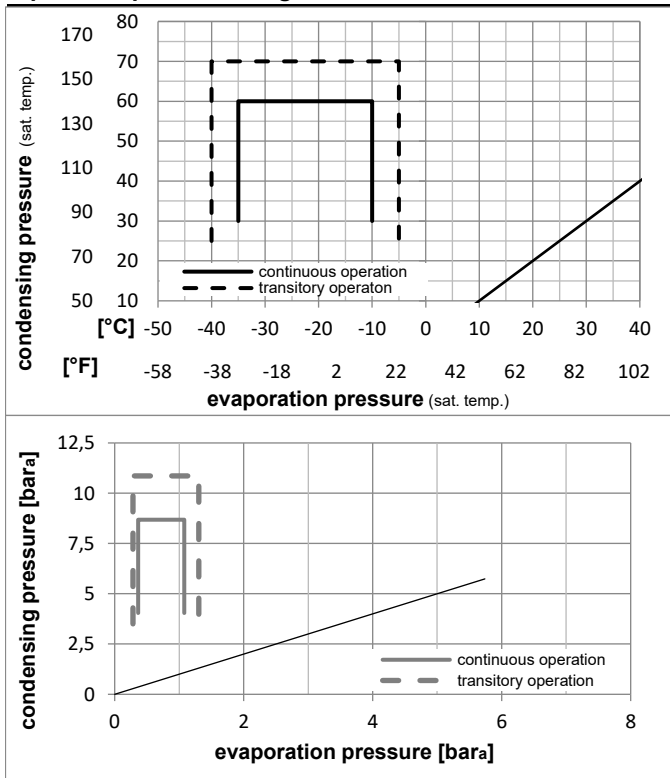 condensing pressure (sat. temp.)
170
150
130
110
90
70
50
80
70
60
50
40
30
20
10
continuous operation
transitory operaton
[°C] -50 -40 -30 -20 -10 0 10 20 30 40
[°F] -58 -38 -18 2 22 42 62 82 102
evaporation pressure (sat. temp.)
condensing pressure [bara]
12,5
10
7,5
5
2,5
0
continuous operation
transitory operation
0 2 4 6 8
evaporation pressure [bara]